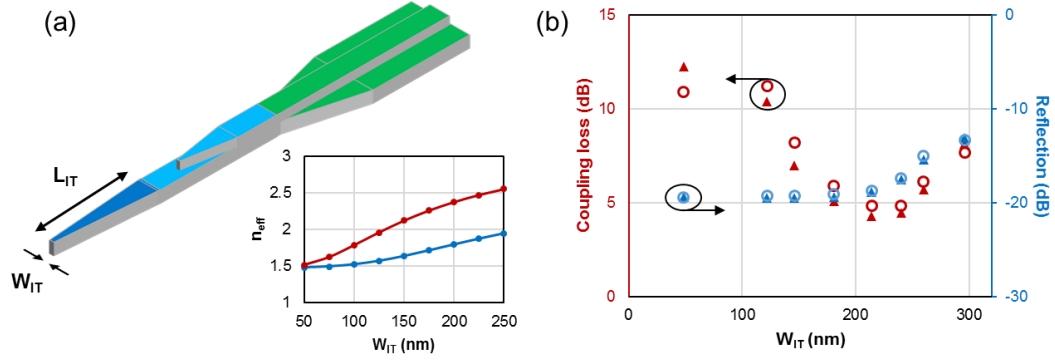 (a)
L_IT
W_IT
3
2.5
2
1.5
1
n_eff
50 100 150 200 250
W_IT (nm)
(b)
15
10
5
0
Coupling loss (dB)
0
-10
-20
-30
Reflection (dB)
0 100 200 300
W_IT (nm)